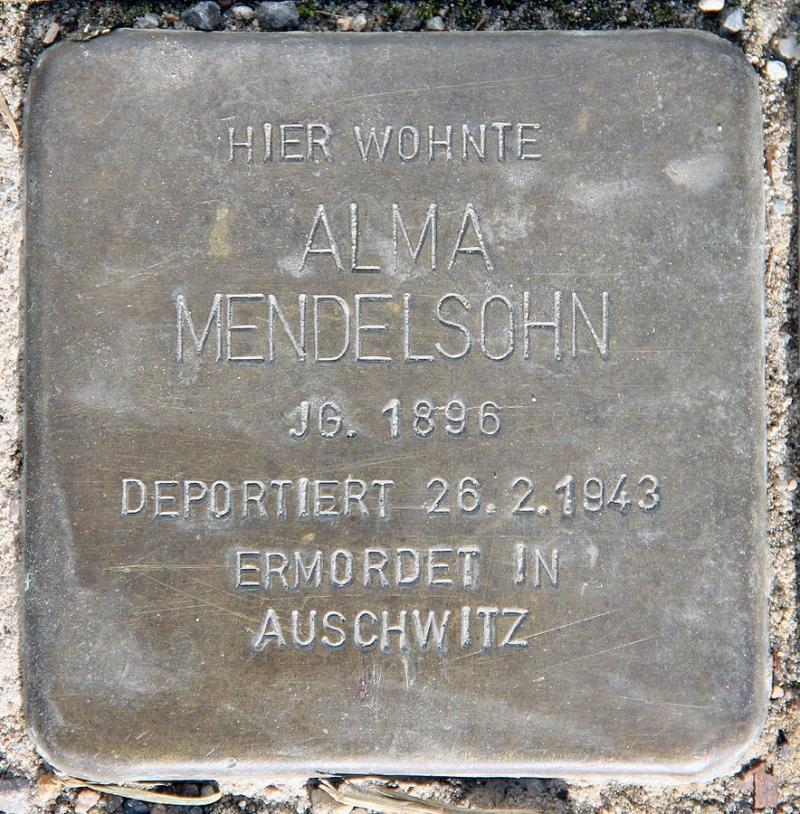 HIER WOHNTE
ALMA
MENDELSOHN
JG. 1896
DEPORTIERT 26.2.1943
ERMORDET IN
AUSCHWITZ